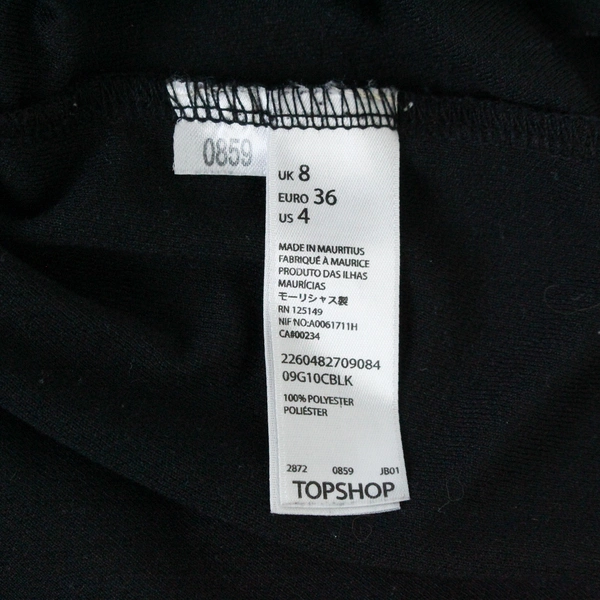 0859
UK 8
EURO 36
US 4
MADE IN MAURITIUS
FABRIQUÉ À MAURICE
PRODUTO DAS ILHAS
MAURÍCIAS
モーリシャス製
RN 125149
NIF NO:A0061711H
CA#00234
2260482709084
09G10CBLK
100% POLYESTER
POLIÉSTER
2872 0859 JB01
TOPSHOP